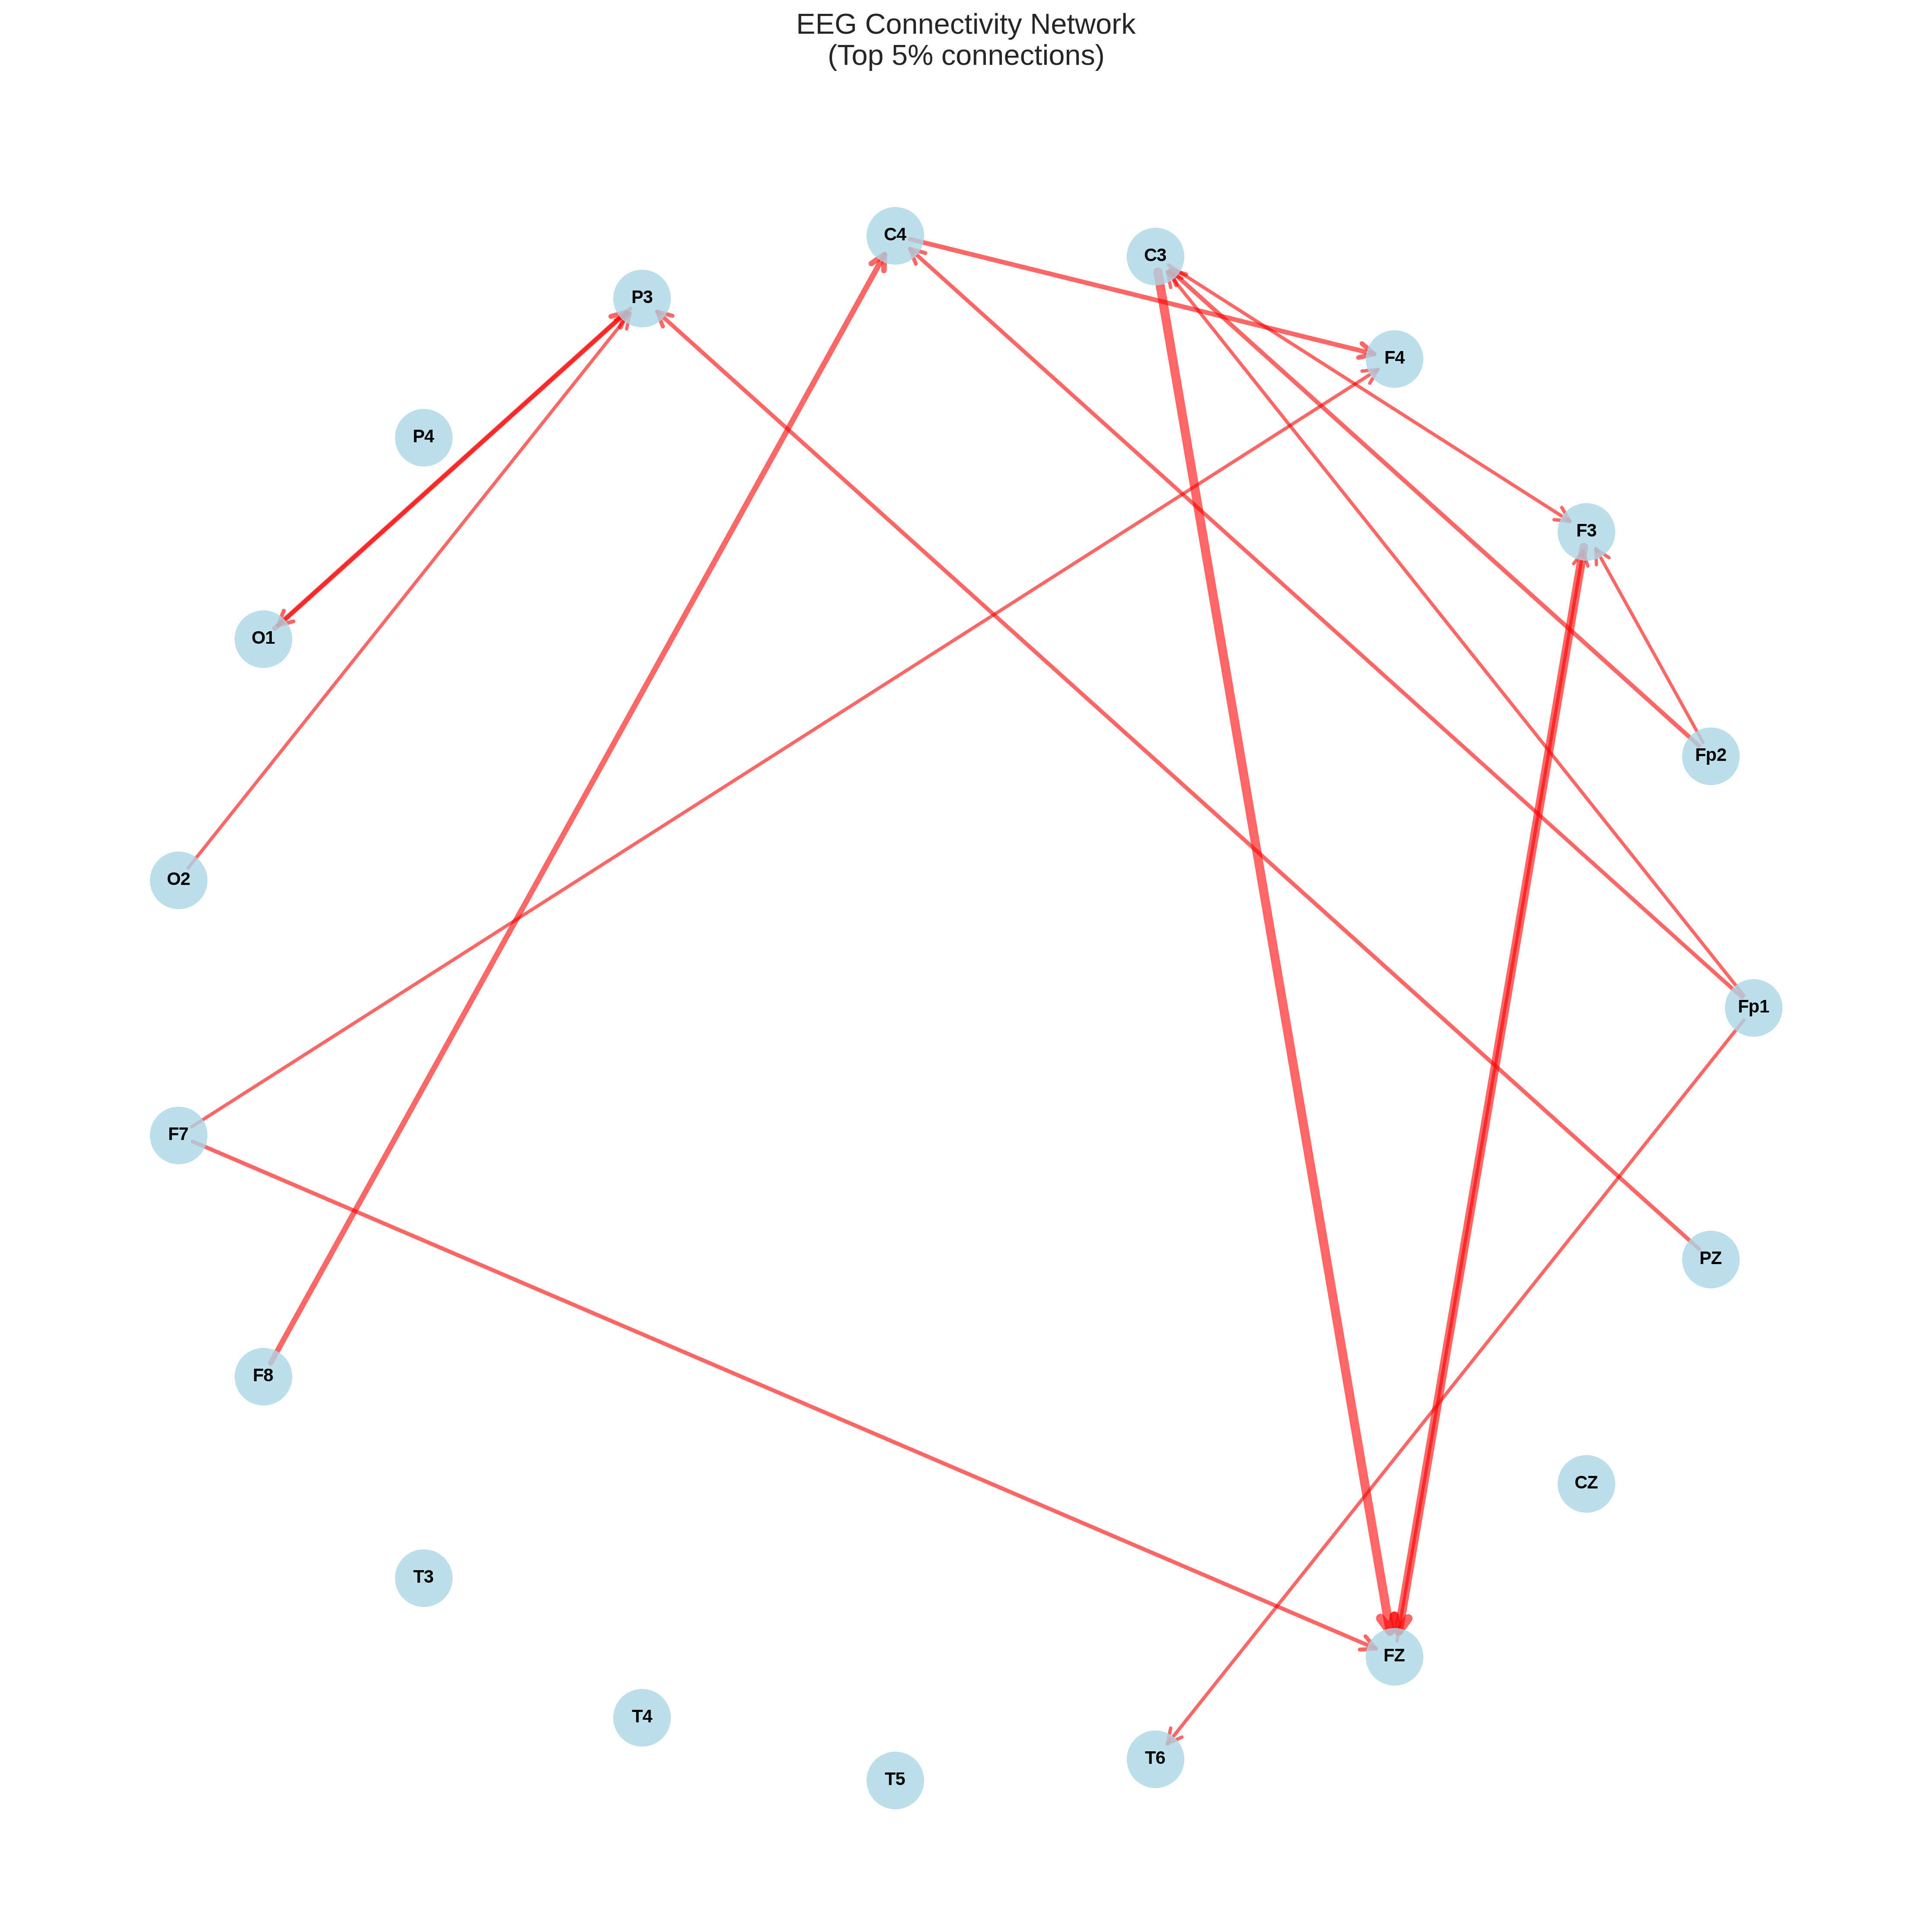 EEG Connectivity Network
(Top 5% connections)
C4
C3
P3
F4
P4
F3
O1
Fp2
O2
Fp1
F7
PZ
F8
CZ
T3
FZ
T4
T6
T5